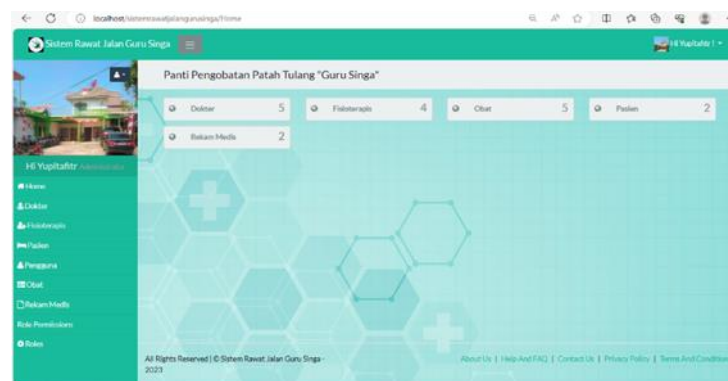 localhost/sistemrawatjalangurusinga/Home
Sistem Rawat Jalan Guru Singa
Hi Yupitafitr !
Panti Pengobatan Patah Tulang "Guru Singa"
Dokter 5
Fisioterapis 4
Obat 5
Pasien 2
Rekam Medis 2
Hi Yupitafitr Administrator
Home
Dokter
Fisioterapis
Pasien
Pengguna
Obat
Rekam Medis
Role Permissions
Roles
All Rights Reserved | © Sistem Rawat Jalan Guru Singa -
2023
About Us | Help And FAQ | Contact Us | Privacy Policy | Terms And Condition